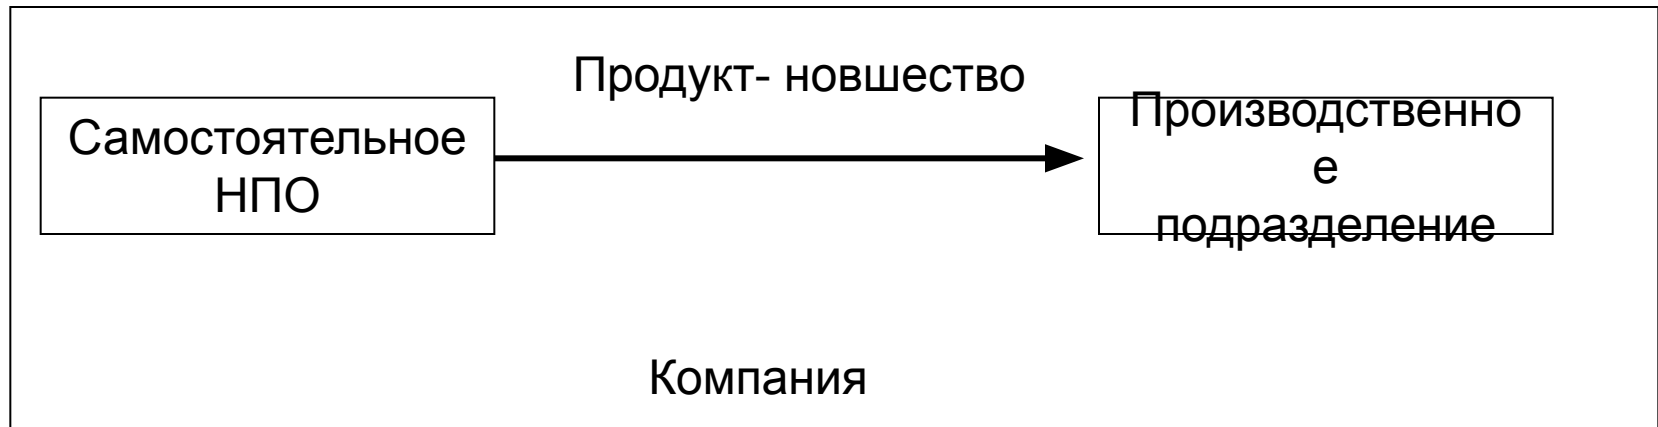 Продукт- новшество
Самостоятельное
НПО
Производственно
е
подразделение
Компания